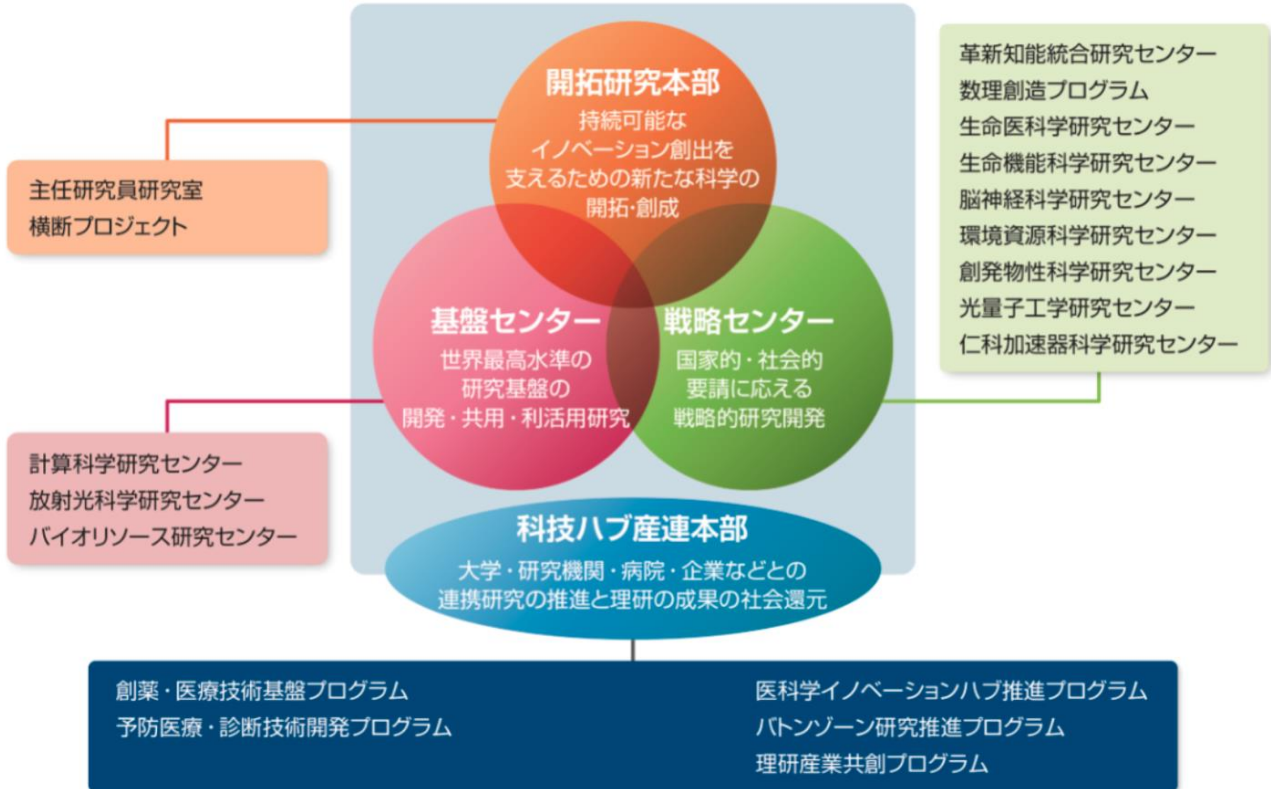 開拓研究本部
持続可能な
イノベーション創出を
支えるための新たな科学の
開拓・創成
主任研究員研究室
横断プロジェクト
基盤センター
世界最高水準の
研究基盤の
開発・共用・利活用研究
戦略センター
国家的・社会的
要請に応える
戦略的研究開発
革新知能統合研究センター
数理創造プログラム
生命医科学研究センター
生命機能科学研究センター
脳神経科学研究センター
環境資源科学研究センター
創発物性科学研究センター
光量子工学研究センター
仁科加速器科学研究センター
計算科学研究センター
放射光科学研究センター
バイオリソース研究センター
科技ハブ産連本部
大学・研究機関・病院・企業などとの
連携研究の推進と理研の成果の社会還元
創薬・医療技術基盤プログラム
予防医療・診断技術開発プログラム
医科学イノベーションハブ推進プログラム
バトンゾーン研究推進プログラム
理研産業共創プログラム